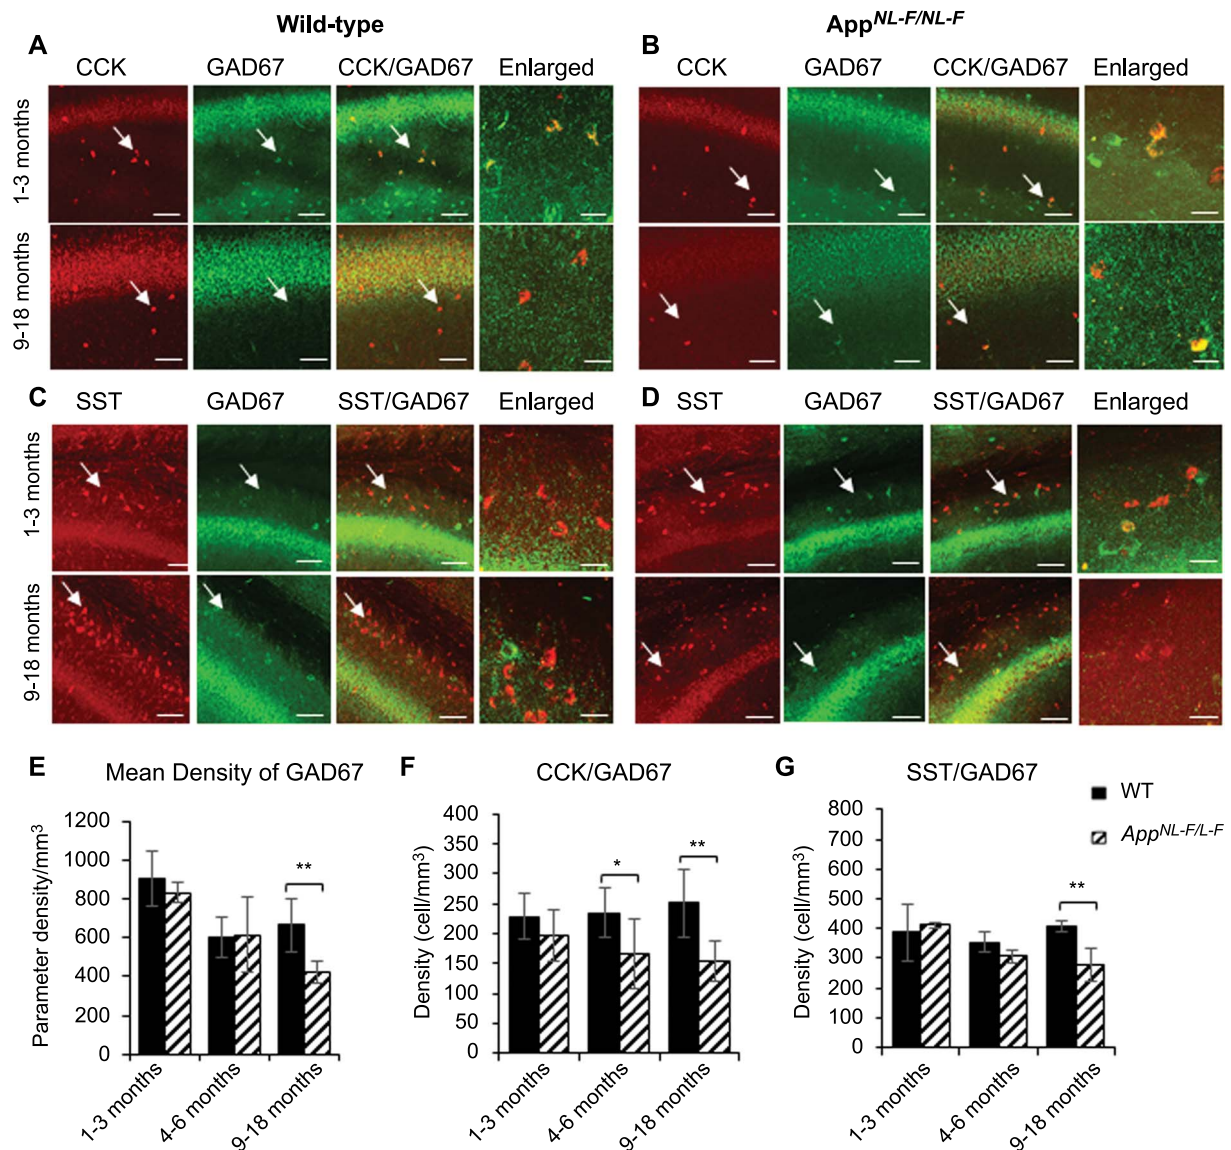 Wild-type
App^NL-F/NL-F
A
B
CCK GAD67 CCK/GAD67 Enlarged
CCK GAD67 CCK/GAD67 Enlarged
1-3 months
9-18 months
C
D
SST GAD67 SST/GAD67 Enlarged
SST GAD67 SST/GAD67 Enlarged
1-3 months
9-18 months
E Mean Density of GAD67
Parameter density/mm³
1200
1000
800
600
400
200
0
**
1-3 months
4-6 months
9-18 months
F CCK/GAD67
Density (cell/mm³)
400
350
300
250
200
150
100
50
0
*
**
1-3 months
4-6 months
9-18 months
G SST/GAD67
Density (cell/mm³)
800
700
600
500
400
300
200
100
0
**
1-3 months
4-6 months
9-18 months
WT
App^NL-F/L-F